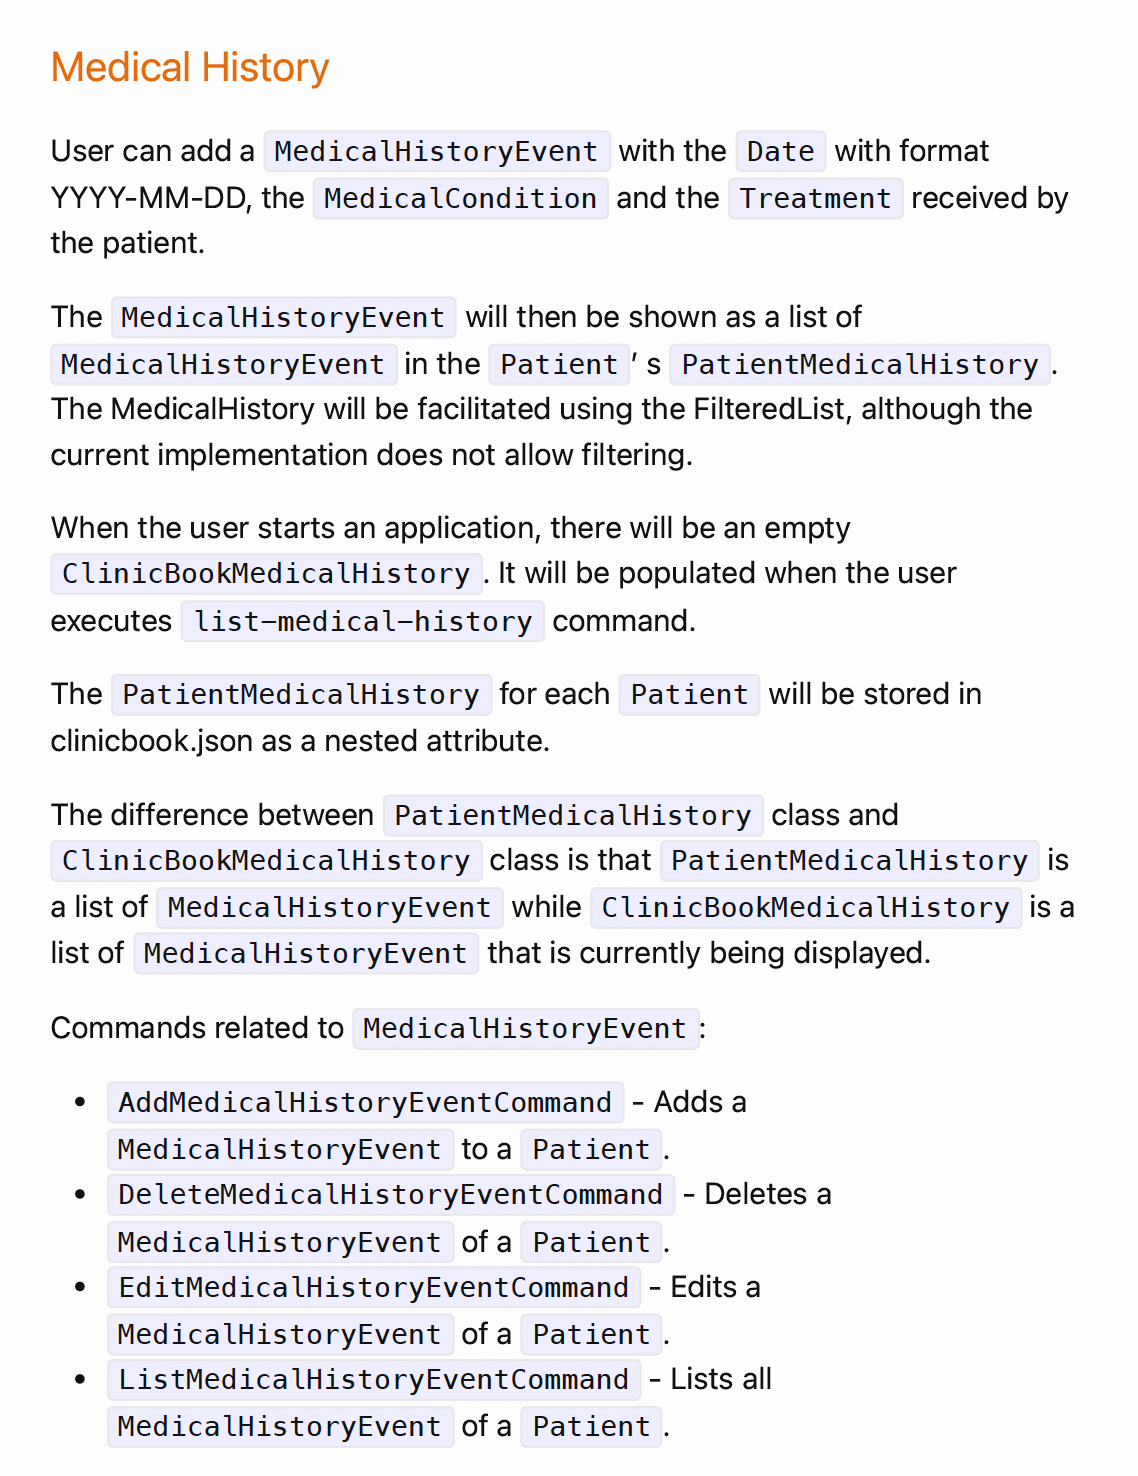 Medical History
User can add a MedicalHistoryEvent with the Date with format
YYYY-MM-DD, the MedicalCondition and the Treatment received by
the patient.
The MedicalHistoryEvent will then be shown as a list of
MedicalHistoryEvent in the Patient’ s PatientMedicalHistory.
The MedicalHistory will be facilitated using the FilteredList, although the
current implementation does not allow filtering.
When the user starts an application, there will be an empty
ClinicBookMedicalHistory. It will be populated when the user
executes list-medical-history command.
The PatientMedicalHistory for each Patient will be stored in
clinicbook.json as a nested attribute.
The difference between PatientMedicalHistory class and
ClinicBookMedicalHistory class is that PatientMedicalHistory is
a list of MedicalHistoryEvent while ClinicBookMedicalHistory is a
list of MedicalHistoryEvent that is currently being displayed.
Commands related to MedicalHistoryEvent:
• AddMedicalHistoryEventCommand - Adds a
MedicalHistoryEvent to a Patient.
• DeleteMedicalHistoryEventCommand - Deletes a
MedicalHistoryEvent of a Patient.
• EditMedicalHistoryEventCommand - Edits a
MedicalHistoryEvent of a Patient.
• ListMedicalHistoryEventCommand - Lists all
MedicalHistoryEvent of a Patient.